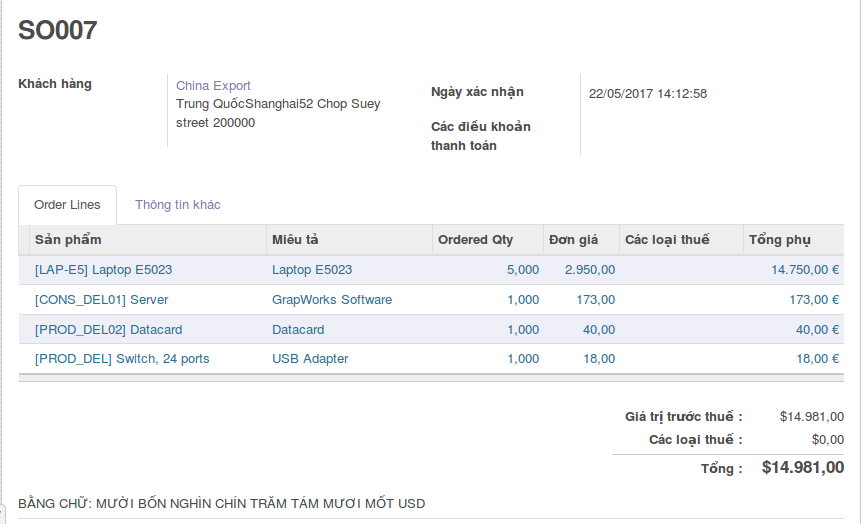 SO007
Khách hàng
China Export
Trung QuốcShanghai52 Chop Suey
street 200000
Ngày xác nhận
22/05/2017 14:12:58
Các điều khoản
thanh toán
Order Lines Thông tin khác
Sản phẩm Miêu tả Ordered Qty Đơn giá Các loại thuế Tổng phụ
[LAP-E5] Laptop E5023 Laptop E5023 5,000 2.950,00 14.750,00 €
[CONS_DEL01] Server GrapWorks Software 1,000 173,00 173,00 €
[PROD_DEL02] Datacard Datacard 1,000 40,00 40,00 €
[PROD_DEL] Switch, 24 ports USB Adapter 1,000 18,00 18,00 €
Giá trị trước thuế : $14.981,00
Các loại thuế : $0,00
Tổng : $14.981,00
BẰNG CHỮ: MƯỜI BỐN NGHÌN CHÍN TRĂM TÁM MƯƠI MỐT USD